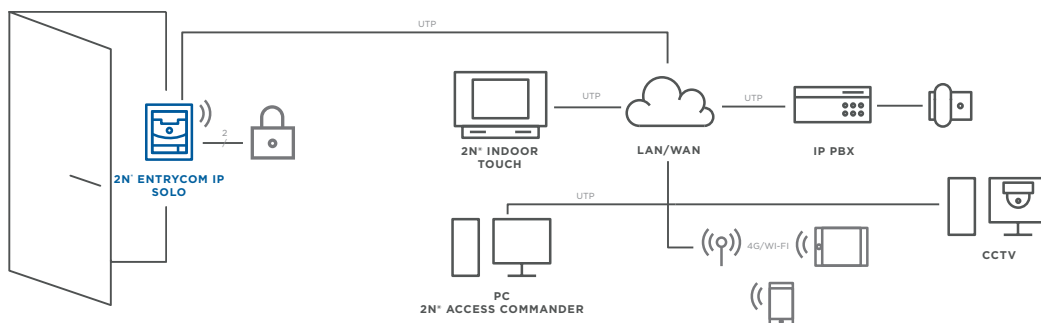 UTP
2
2N® ENTRYCOM IP
SOLO
UTP
2N® INDOOR
TOUCH
LAN/WAN
UTP
IP PBX
UTP
4G/WI-FI
PC
2N® ACCESS COMMANDER
CCTV